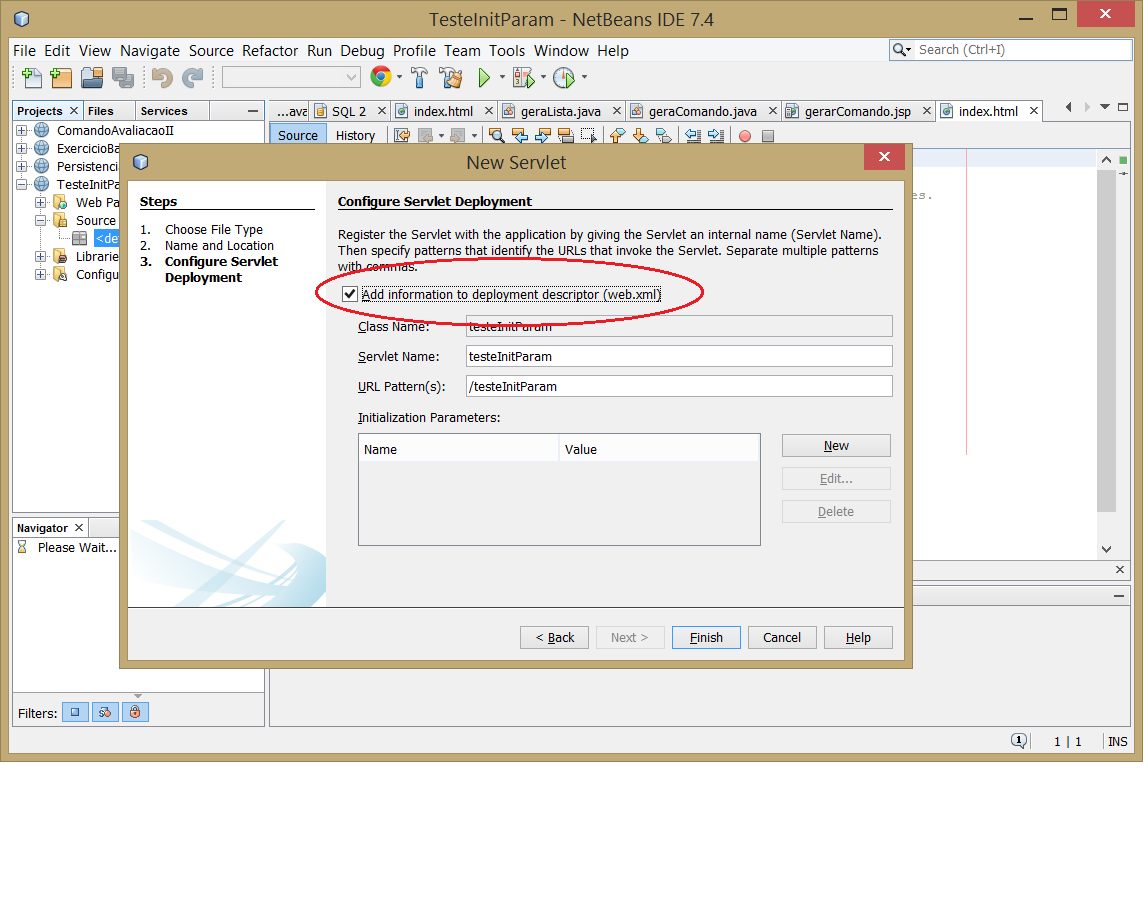 TesteInitParam - NetBeans IDE 7.4
File Edit View Navigate Source Refactor Run Debug Profile Team Tools Window Help
Search (Ctrl+I)
Projects Files Services
...ava SQL 2 index.html geraLista.java geraComando.java gerarComando.jsp index.html
Source History
ComandoAvaliacaoII
ExercicioBa
Persistencia
TesteInitPa
Web Pa
Source
<de
Librarie
Configu
es.
New Servlet
Steps
1. Choose File Type
2. Name and Location
3. Configure Servlet
Deployment
Configure Servlet Deployment
Register the Servlet with the application by giving the Servlet an internal name (Servlet Name).
Then specify patterns that identify the URLs that invoke the Servlet. Separate multiple patterns
with commas.
Add information to deployment descriptor (web.xml)
Class Name: testeInitParam
Servlet Name: testeInitParam
URL Pattern(s): /testeInitParam
Initialization Parameters:
Name Value
New
Edit...
Delete
< Back Next > Finish Cancel Help
Navigator
Please Wait...
Filters:
1 1 | 1 INS